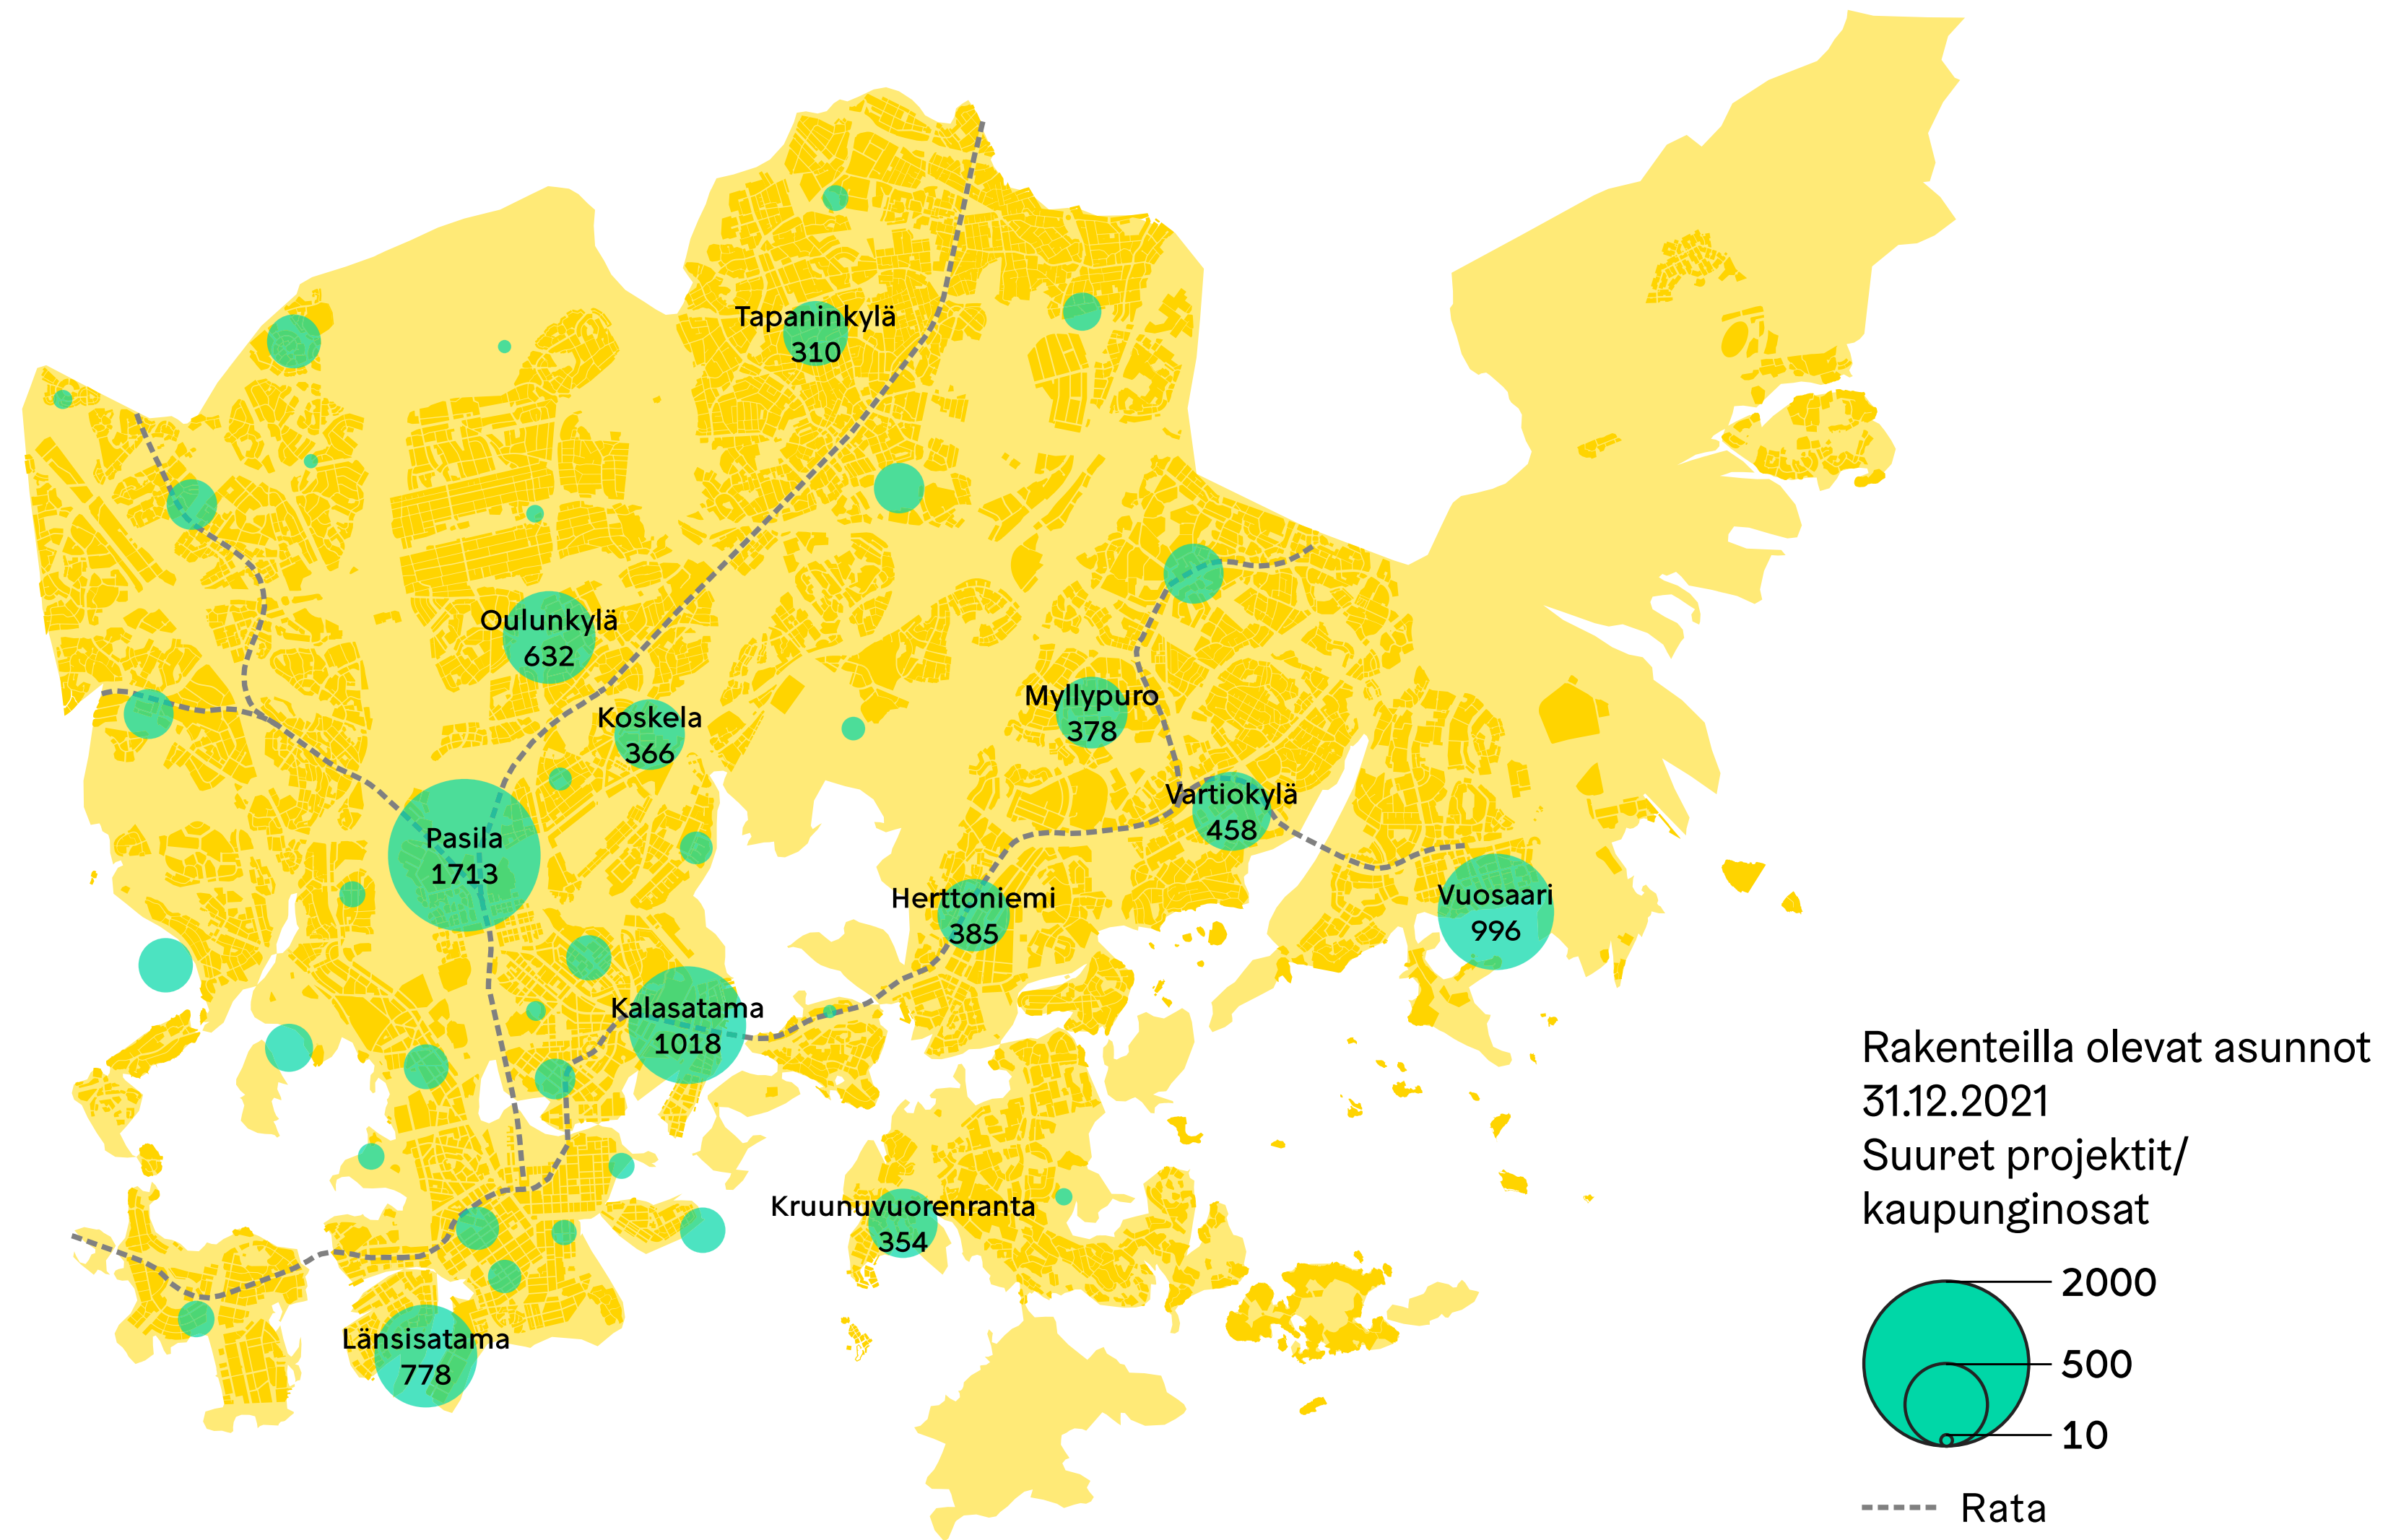 Tapaninkylä
310
Oulunkylä
632
Myllypuro
378
Koskela
366
Vartiokylä
458
Pasila
1713
Herttoniemi
385
Vuosaari
996
Kalasatama
1018
Kruunuvuorenranta
354
Länsisatama
778
Rakenteilla olevat asunnot
31.12.2021
Suuret projektit/
kaupunginosat
2000
500
10
Rata